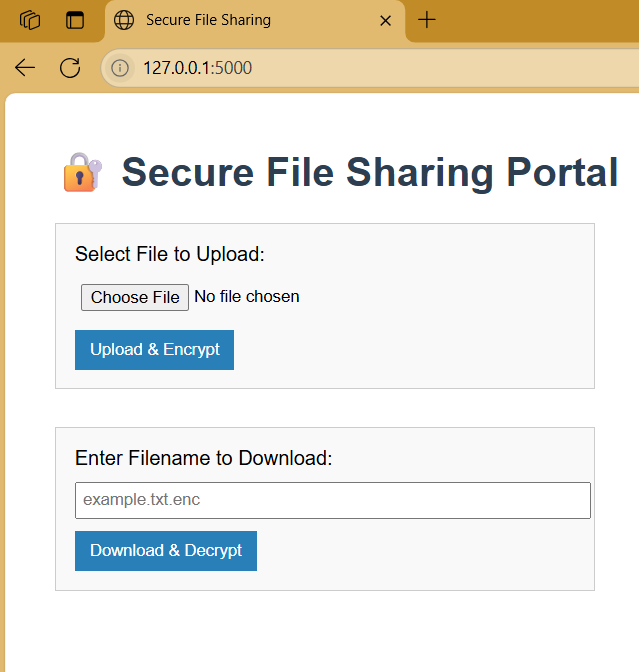 Secure File Sharing
127.0.0.1:5000
Secure File Sharing Portal
Select File to Upload:
Choose File No file chosen
Upload & Encrypt
Enter Filename to Download:
example.txt.enc
Download & Decrypt